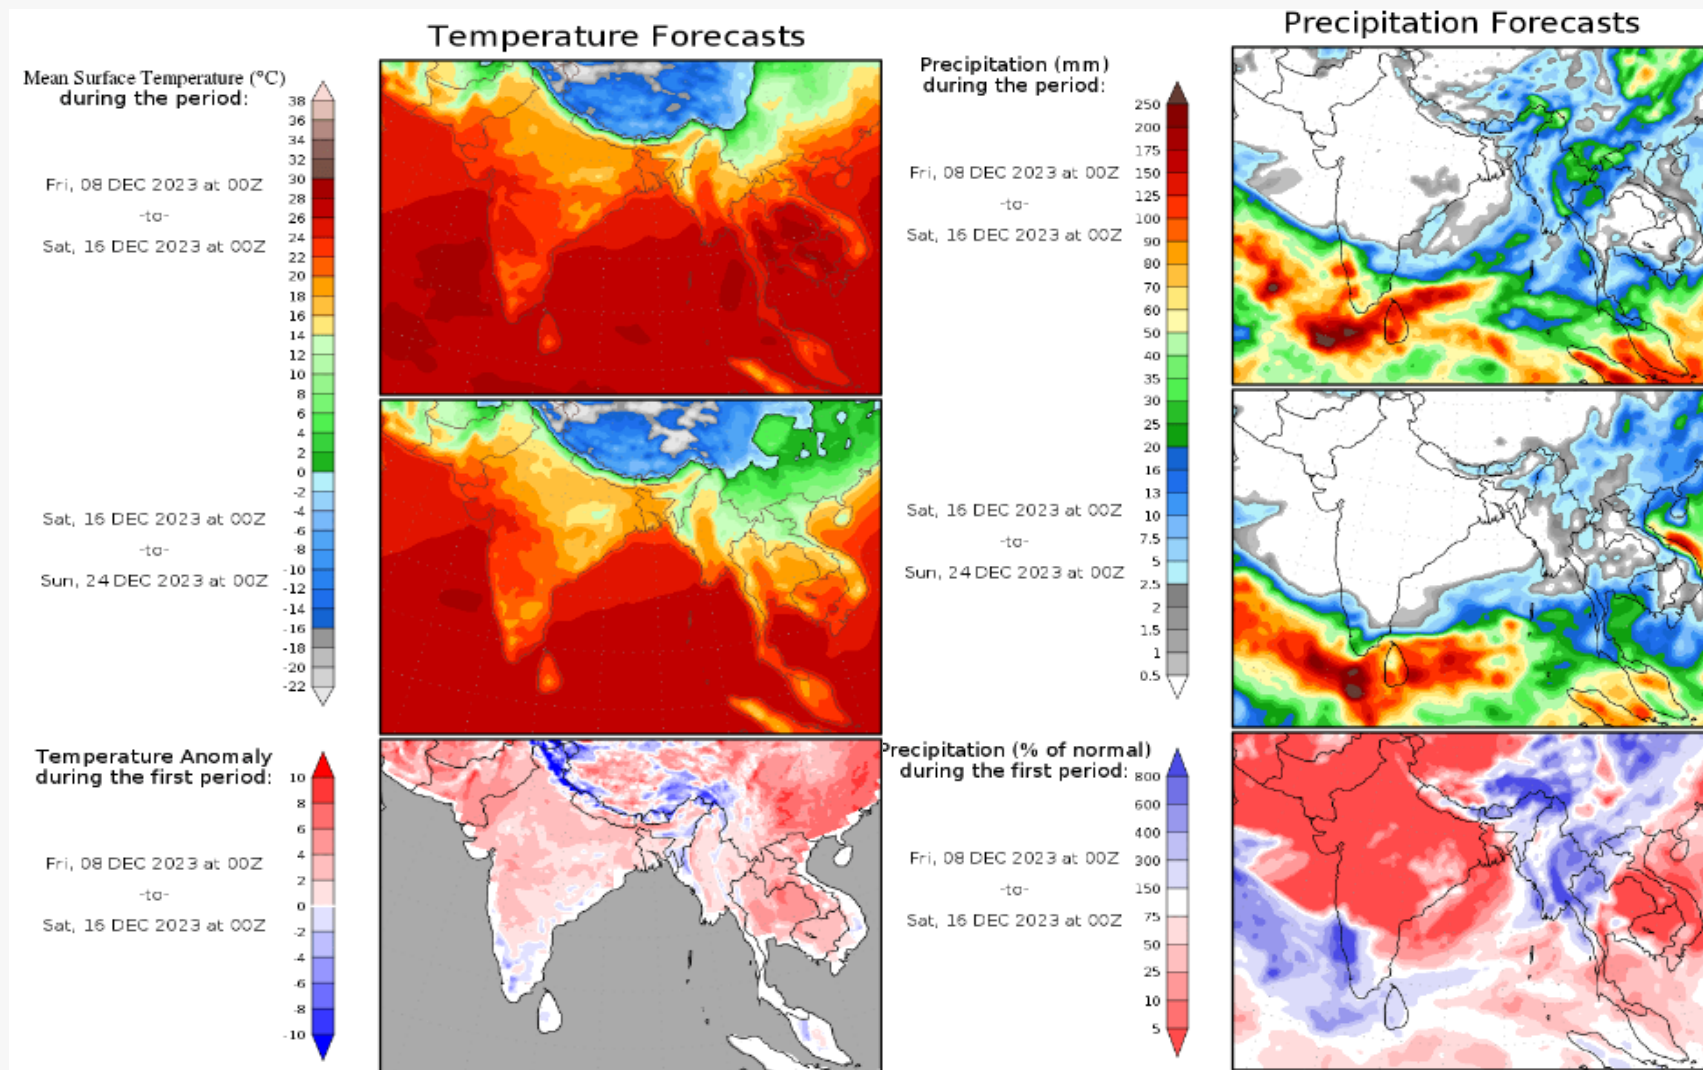 Temperature Forecasts
Mean Surface Temperature (°C)
during the period:
38
36
34
32
30
28
26
24
22
20
18
16
14
12
10
8
6
4
2
0
-2
-4
-6
-8
-10
-12
-14
-16
-18
-20
-22
Fri, 08 DEC 2023 at 00Z
-to-
Sat, 16 DEC 2023 at 00Z
Sat, 16 DEC 2023 at 00Z
-to-
Sun, 24 DEC 2023 at 00Z
Temperature Anomaly
during the first period:
10
8
6
4
2
0
-2
-4
-6
-8
-10
Fri, 08 DEC 2023 at 00Z
-to-
Sat, 16 DEC 2023 at 00Z
Precipitation Forecasts
Precipitation (mm)
during the period:
250
200
175
150
125
100
90
80
70
60
50
40
35
30
25
20
16
13
10
7.5
5
2.5
2
1.5
1
0.5
Fri, 08 DEC 2023 at 00Z
-to-
Sat, 16 DEC 2023 at 00Z
Sat, 16 DEC 2023 at 00Z
-to-
Sun, 24 DEC 2023 at 00Z
Precipitation (% of normal)
during the first period:
800
600
400
300
150
75
50
25
10
5
Fri, 08 DEC 2023 at 00Z
-to-
Sat, 16 DEC 2023 at 00Z